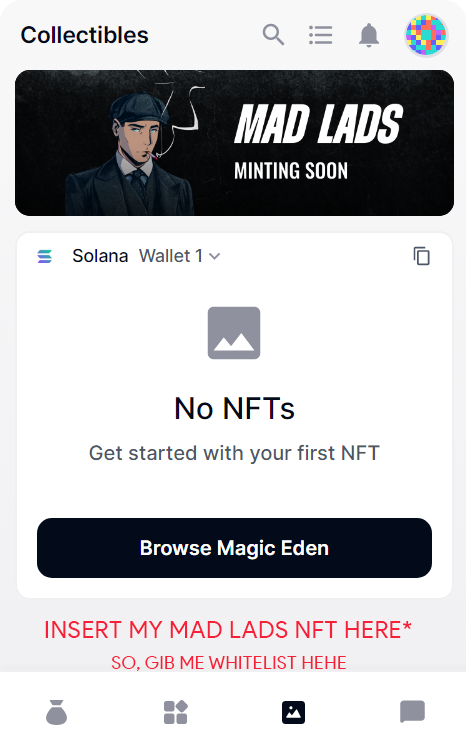 Collectibles
MAD LADS
MINTING SOON
Solana Wallet 1
No NFTs
Get started with your first NFT
Browse Magic Eden
INSERT MY MAD LADS NFT HERE*
SO, GIB ME WHITELIST HEHE